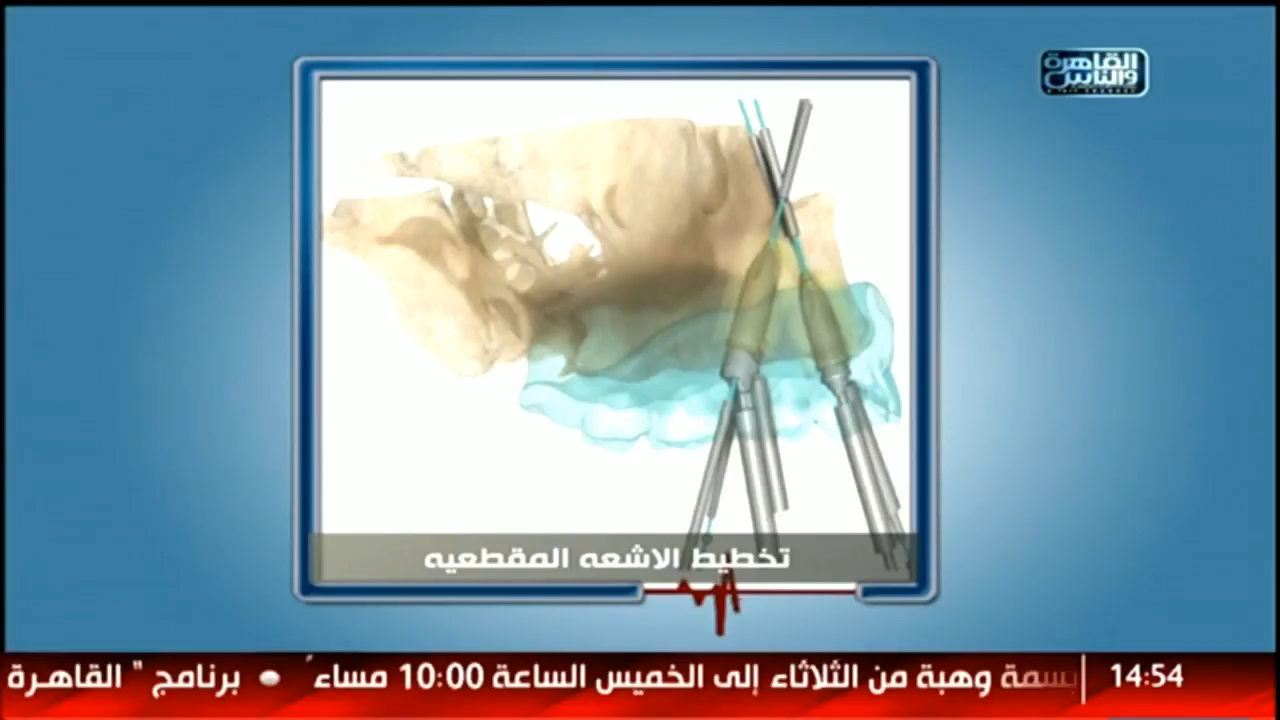 القاهرة
والناس
تخطيط الاشعه المقطعيه
بسمة وهبة من الثلاثاء إلى الخميس الساعة 10:00 مساءً • برنامج " القاهرة
14:54